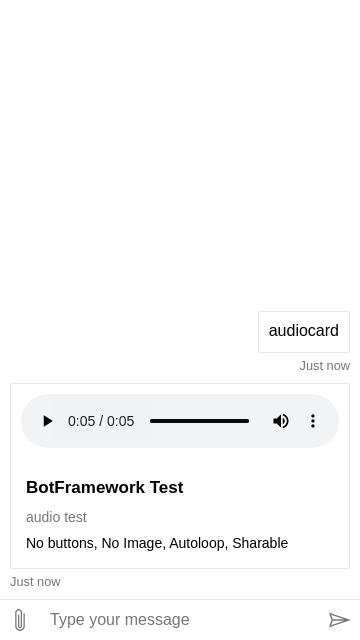 audiocard
Just now
0:05 / 0:05
BotFramework Test
audio test
No buttons, No Image, Autoloop, Sharable
Just now
Type your message